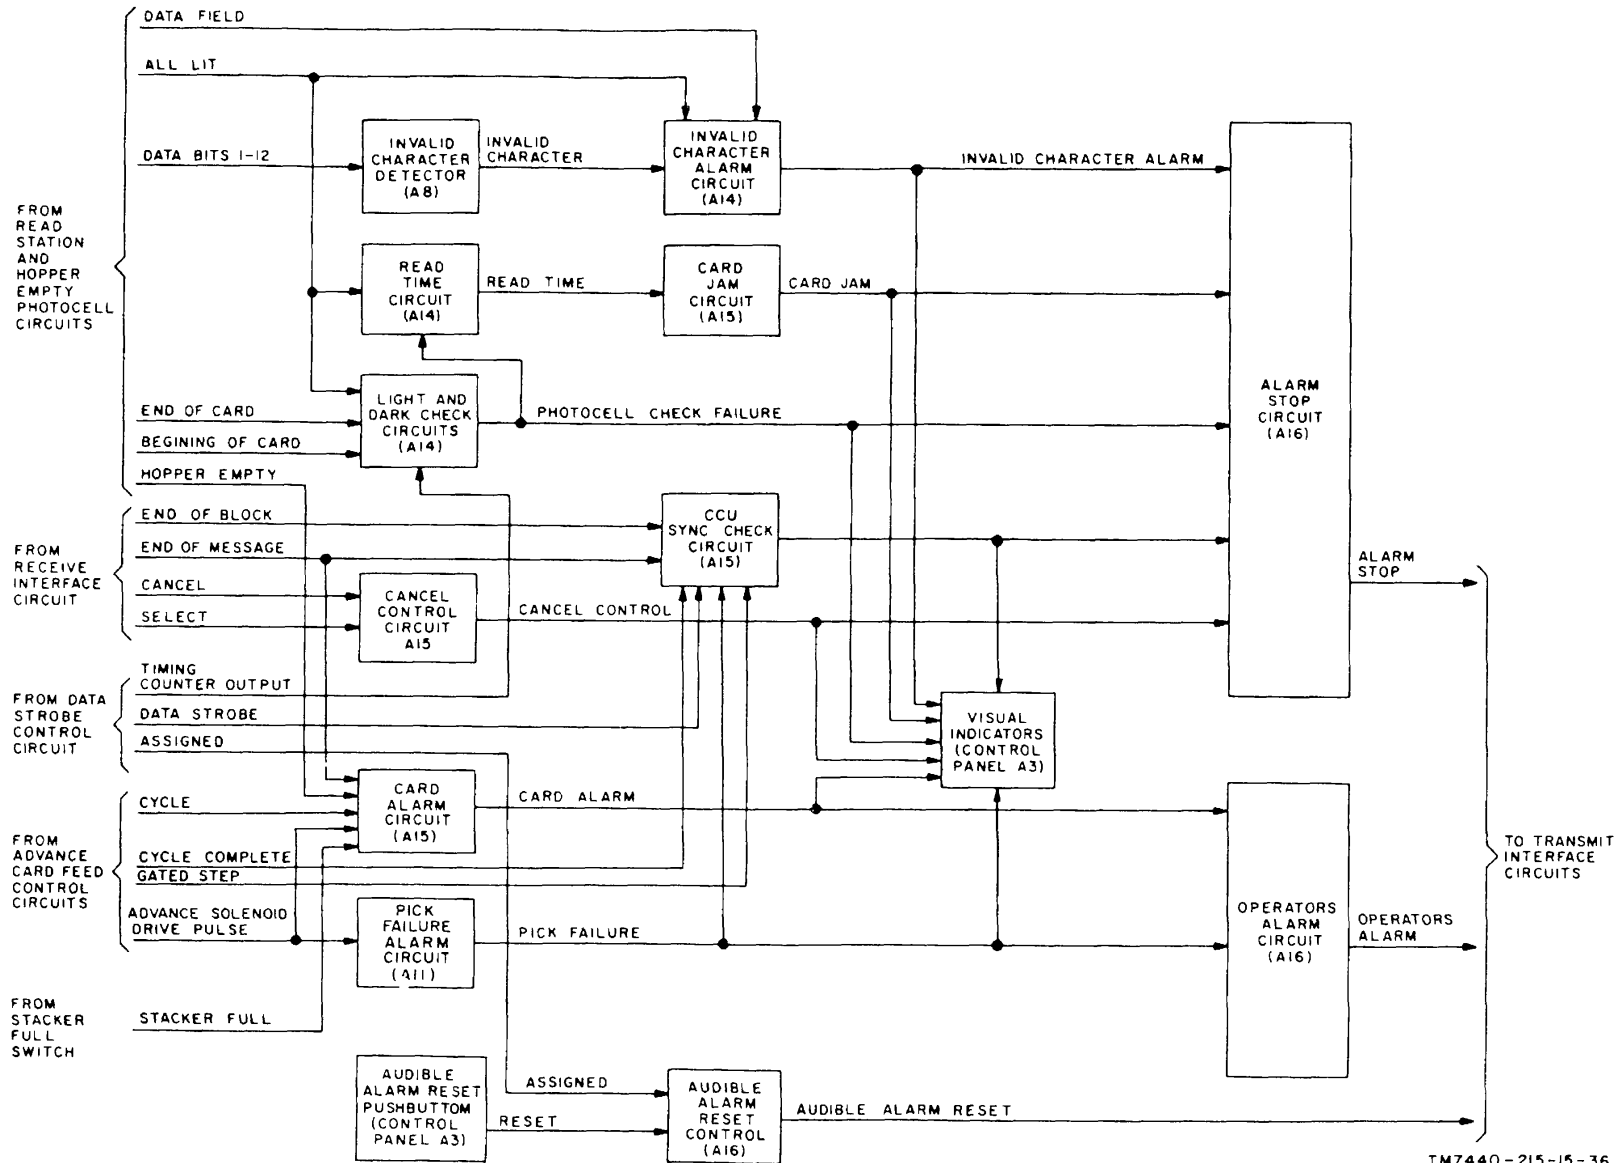 DATA FIELD
ALL LIT
DATA BITS 1-12
INVALID
CHARACTER
DETECTOR
(A8)
INVALID
CHARACTER
INVALID
CHARACTER
ALARM
CIRCUIT
(A14)
INVALID CHARACTER ALARM
FROM
READ
STATION
AND
HOPPER
EMPTY
PHOTOCELL
CIRCUITS
READ
TIME
CIRCUIT
(A14)
READ TIME
CARD
JAM
CIRCUIT
(A15)
CARD JAM
ALARM
STOP
CIRCUIT
(A16)
END OF CARD
BEGINING OF CARD
HOPPER EMPTY
LIGHT AND
DARK CHECK
CIRCUITS
(A14)
PHOTOCELL CHECK FAILURE
FROM
RECEIVE
INTERFACE
CIRCUIT
END OF BLOCK
END OF MESSAGE
CANCEL
SELECT
CCU
SYNC CHECK
CIRCUIT
(A15)
CANCEL
CONTROL
CIRCUIT
A15
CANCEL CONTROL
ALARM
STOP
FROM DATA
STROBE
CONTROL
CIRCUIT
TIMING
COUNTER OUTPUT
DATA STROBE
ASSIGNED
VISUAL
INDICATORS
(CONTROL
PANEL A3)
FROM
ADVANCE
CARD FEED
CONTROL
CIRCUITS
CYCLE
CYCLE COMPLETE
GATED STEP
ADVANCE SOLENOID
DRIVE PULSE
CARD
ALARM
CIRCUIT
(A15)
CARD ALARM
PICK
FAILURE
ALARM
CIRCUIT
(A11)
PICK FAILURE
OPERATORS
ALARM
CIRCUIT
(A16)
OPERATORS
ALARM
TO TRANSMIT
INTERFACE
CIRCUITS
FROM
STACKER
FULL
SWITCH
STACKER FULL
AUDIBLE
ALARM RESET
PUSHBUTTOM
(CONTROL
PANEL A3)
ASSIGNED
RESET
AUDIBLE
ALARM
RESET
CONTROL
(A16)
AUDIBLE ALARM RESET
TM7440-215-15-36